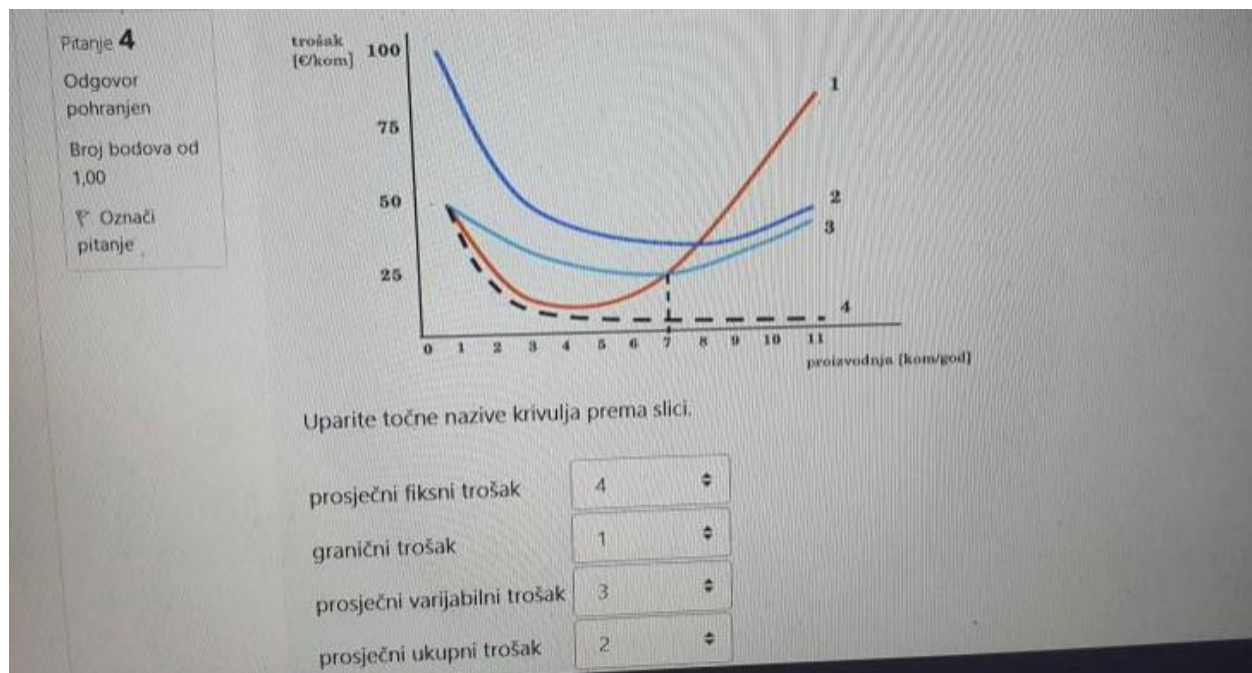 Pitanje 4
Odgovor
pohranjen
Broj bodova od
1,00
Označi
pitanje
trošak
[€/kom]
100
75
50
25
1
2
3
4
0 1 2 3 4 5 6 7 8 9 10 11
proizvodnja [kom/god]
Uparite točne nazive krivulja prema slici.
prosječni fiksni trošak 4
granični trošak 1
prosječni varijabilni trošak 3
prosječni ukupni trošak 2